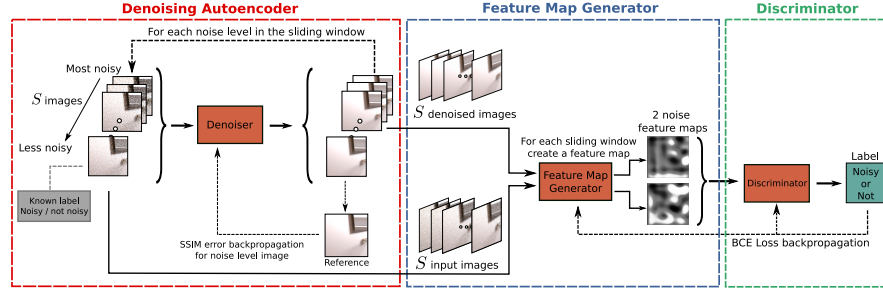 Denoising Autoencoder
For each noise level in the sliding window
Most noisy
S images
Less noisy
Denoiser
Known label
Noisy / not noisy
SSIM error backpropagation
for noise level image
Reference
Feature Map Generator
S denoised images
For each sliding window
create a feature map
2 noise
feature maps
Feature Map
Generator
S input images
Discriminator
Discriminator
Label
Noisy
or
Not
BCE Loss backpropagation